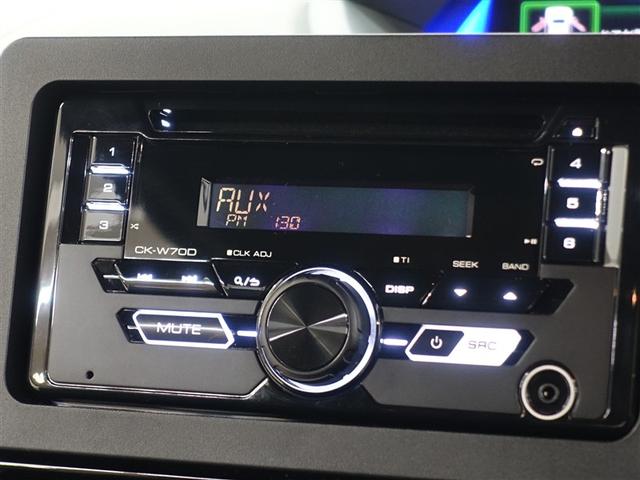 1
2
3
4
5
6
AUX
PM 1:30
CK-W70D
CLK ADJ
TI
SEEK
BAND
DISP
MUTE
SRC